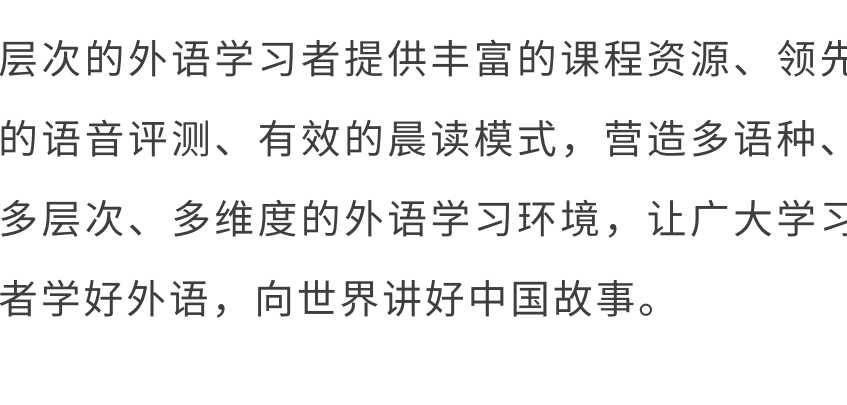 层次的外语学习者提供丰富的课程资源、领先
的语音评测、有效的晨读模式，营造多语种、
多层次、多维度的外语学习环境，让广大学习
者学好外语，向世界讲好中国故事。